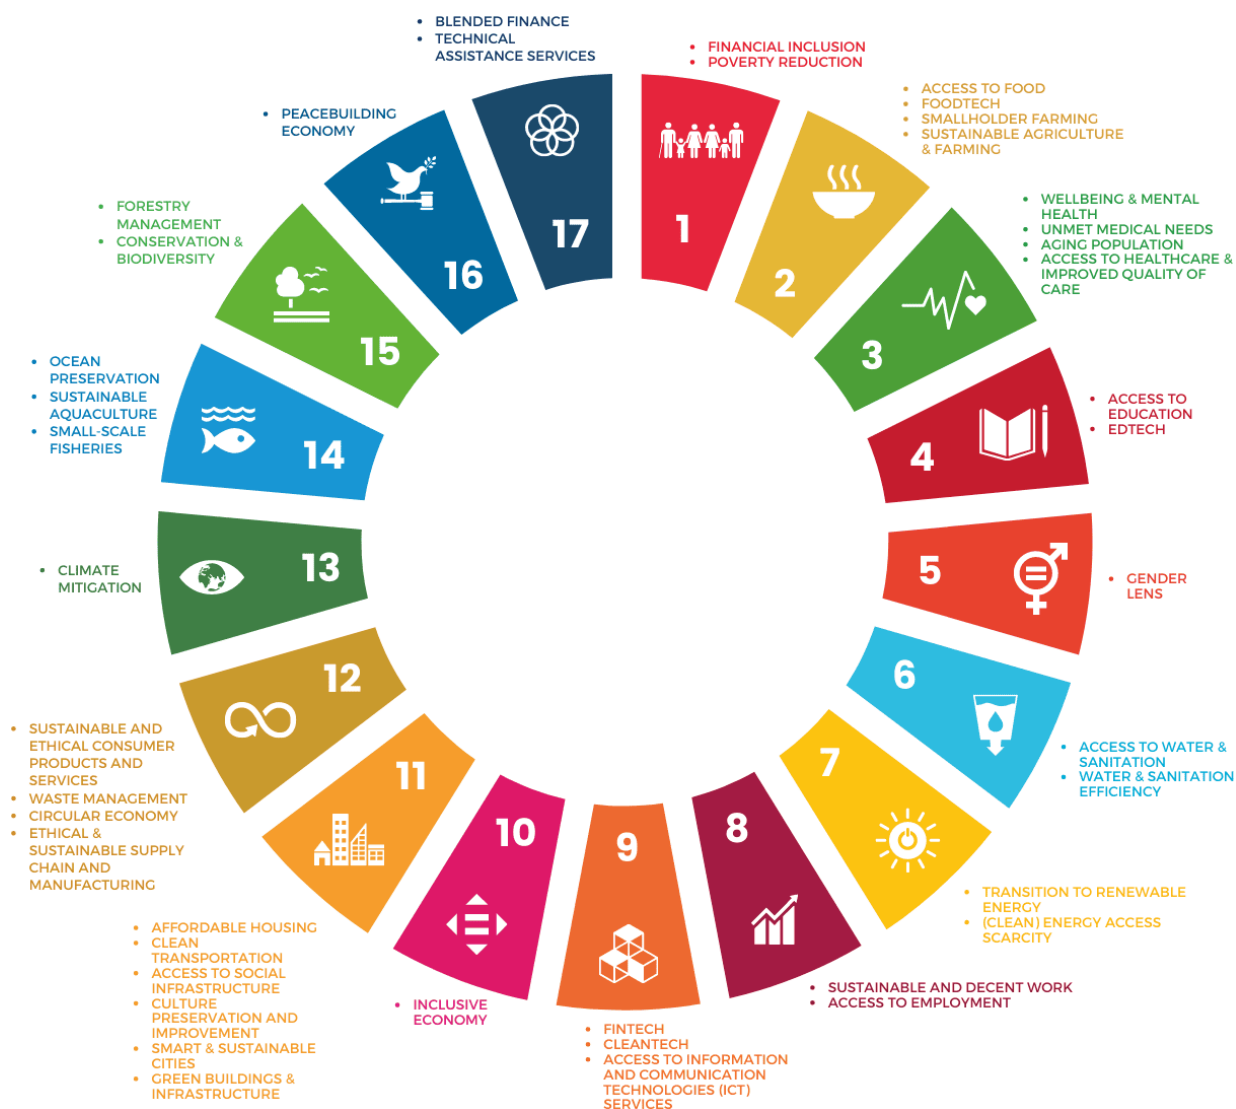 • BLENDED FINANCE
• TECHNICAL
ASSISTANCE SERVICES
17
• FINANCIAL INCLUSION
• POVERTY REDUCTION
1
• ACCESS TO FOOD
• FOODTECH
• SMALLHOLDER FARMING
• SUSTAINABLE AGRICULTURE
& FARMING
2
• WELLBEING & MENTAL
HEALTH
• UNMET MEDICAL NEEDS
• AGING POPULATION
• ACCESS TO HEALTHCARE &
IMPROVED QUALITY OF
CARE
3
• ACCESS TO
EDUCATION
• EDTECH
4
• GENDER
LENS
5
• ACCESS TO WATER &
SANITATION
• WATER & SANITATION
EFFICIENCY
6
• TRANSITION TO RENEWABLE
ENERGY
• (CLEAN) ENERGY ACCESS
SCARCITY
7
• SUSTAINABLE AND DECENT WORK
• ACCESS TO EMPLOYMENT
8
• FINTECH
• CLEANTECH
• ACCESS TO INFORMATION
AND COMMUNICATION
TECHNOLOGIES (ICT)
SERVICES
9
• INCLUSIVE
ECONOMY
10
• AFFORDABLE HOUSING
• CLEAN
TRANSPORTATION
• ACCESS TO SOCIAL
INFRASTRUCTURE
• CULTURE
PRESERVATION AND
IMPROVEMENT
• SMART & SUSTAINABLE
CITIES
• GREEN BUILDINGS &
INFRASTRUCTURE
11
• SUSTAINABLE AND
ETHICAL CONSUMER
PRODUCTS AND
SERVICES
• WASTE MANAGEMENT
• CIRCULAR ECONOMY
• ETHICAL &
SUSTAINABLE SUPPLY
CHAIN AND
MANUFACTURING
12
• CLIMATE
MITIGATION
13
• OCEAN
PRESERVATION
• SUSTAINABLE
AQUACULTURE
• SMALL-SCALE
FISHERIES
14
• FORESTRY
MANAGEMENT
• CONSERVATION &
BIODIVERSITY
15
• PEACEBUILDING
ECONOMY
16